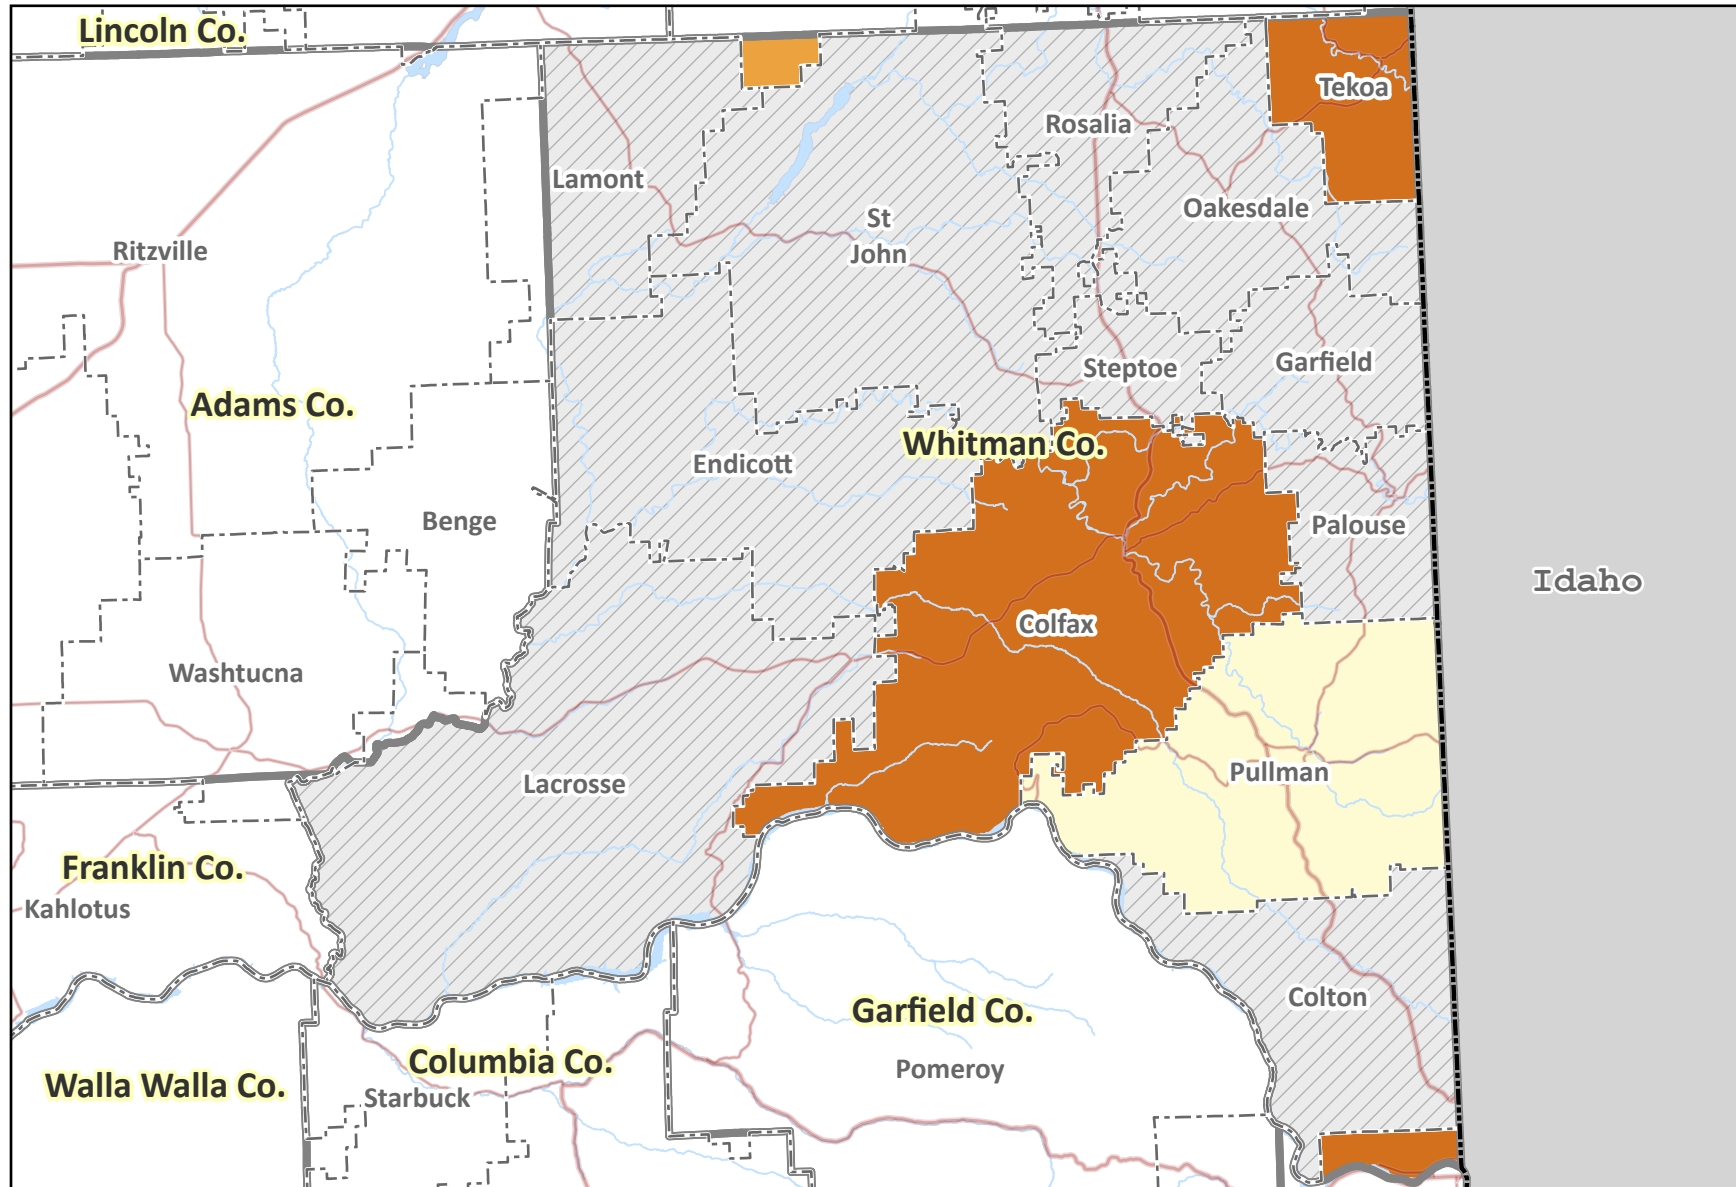 Lincoln Co.
Tekoa
Rosalia
Lamont
Oakesdale
St
John
Ritzville
Garfield
Steptoe
Adams Co.
Whitman Co.
Endicott
Benge
Palouse
Idaho
Colfax
Washtucna
Pullman
Lacrosse
Franklin Co.
Kahlotus
Colton
Garfield Co.
Columbia Co.
Pomeroy
Walla Walla Co.
Starbuck